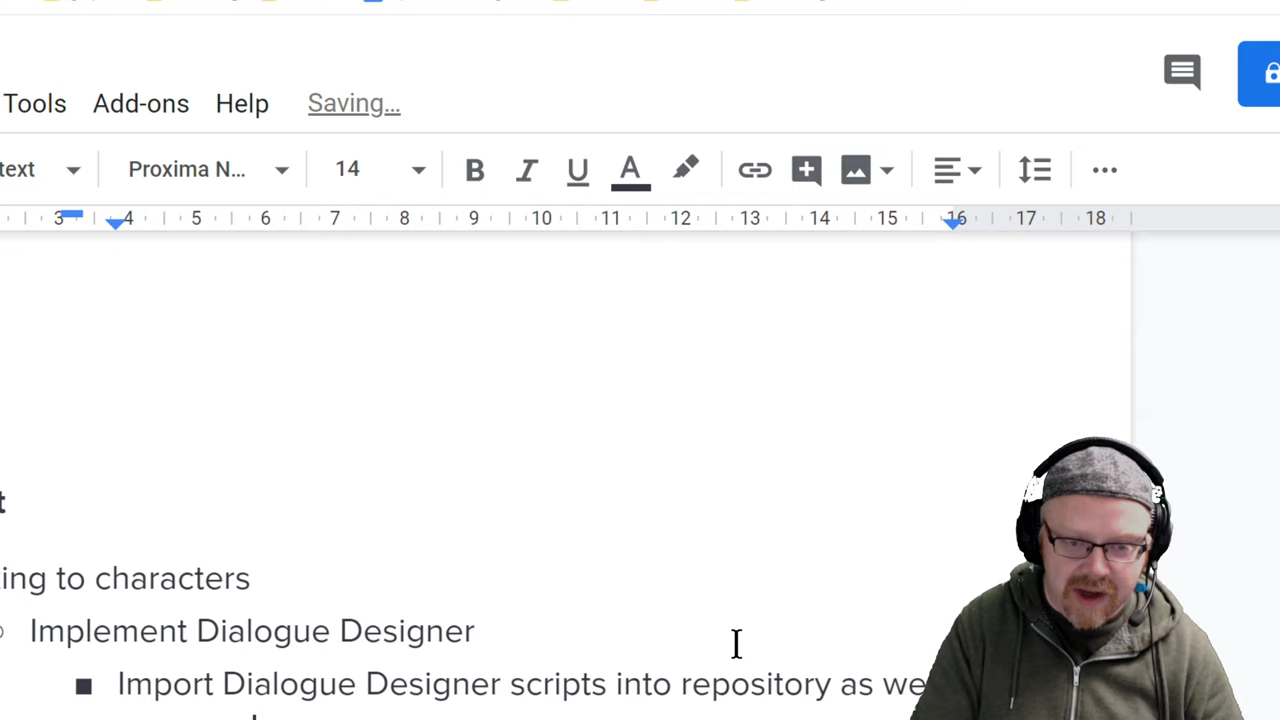 Tools Add-ons Help Saving...
text Proxima N... 14 B I U A
3 4 5 6 7 8 9 10 11 12 13 14 15 16 17 18
t
ting to characters
Implement Dialogue Designer
Import Dialogue Designer scripts into repository as we